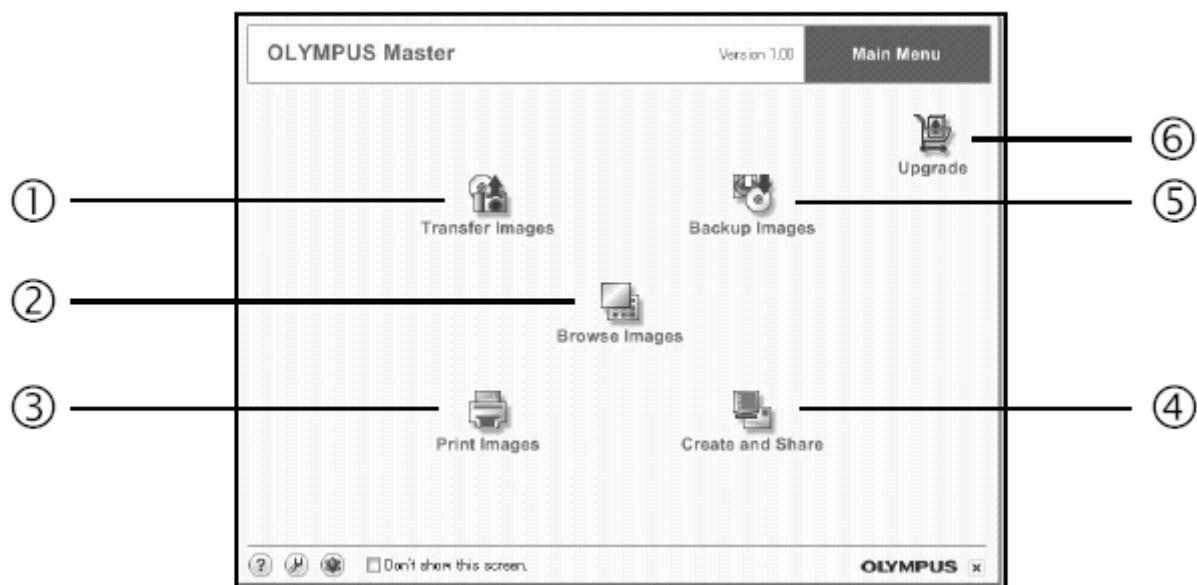 OLYMPUS Master
Version 1.00
Main Menu
⑥
Upgrade
①
Transfer Images
⑤
Backup Images
②
Browse Images
③
Print Images
④
Create and Share
?
Don't show this screen.
OLYMPUS
x